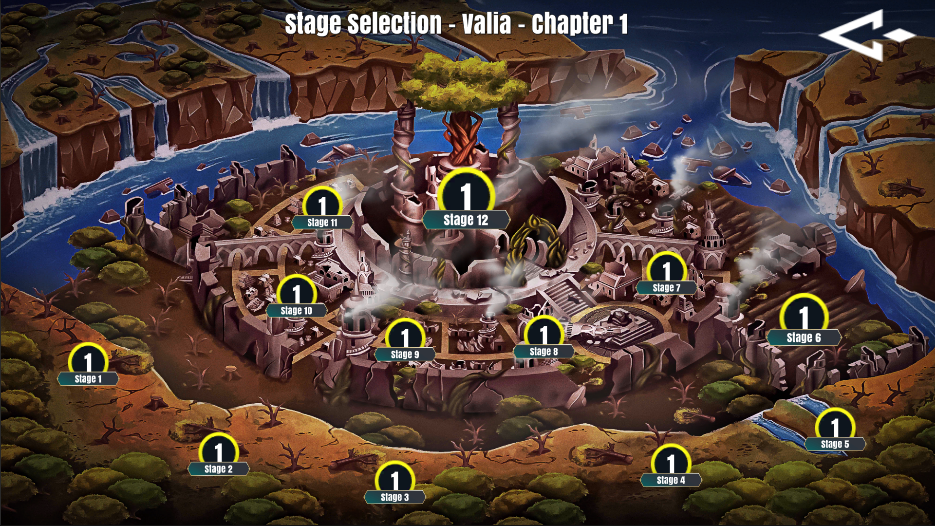 Stage Selection - Valia - Chapter 1
1
Stage 12
1
Stage 11
1
Stage 7
1
Stage 10
1
Stage 6
1
Stage 9
1
Stage 8
1
Stage 1
1
Stage 5
1
Stage 2
1
Stage 4
1
Stage 3